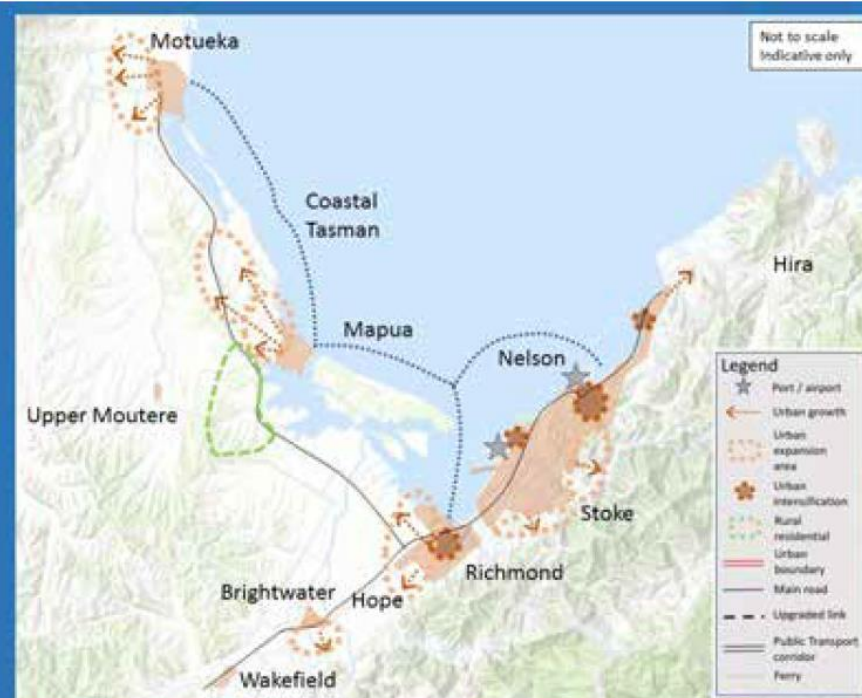 Motueka
Not to scale
Indicative only
Coastal
Tasman
Hira
Mapua
Nelson
Upper Moutere
Stoke
Richmond
Brightwater
Hope
Wakefield
Legend
Port / airport
Urban growth
Urban
expansion
area
Urban
intensification
Rural
residential
Urban
boundary
Main road
Upgraded link
Public Transport
corridor
Ferry